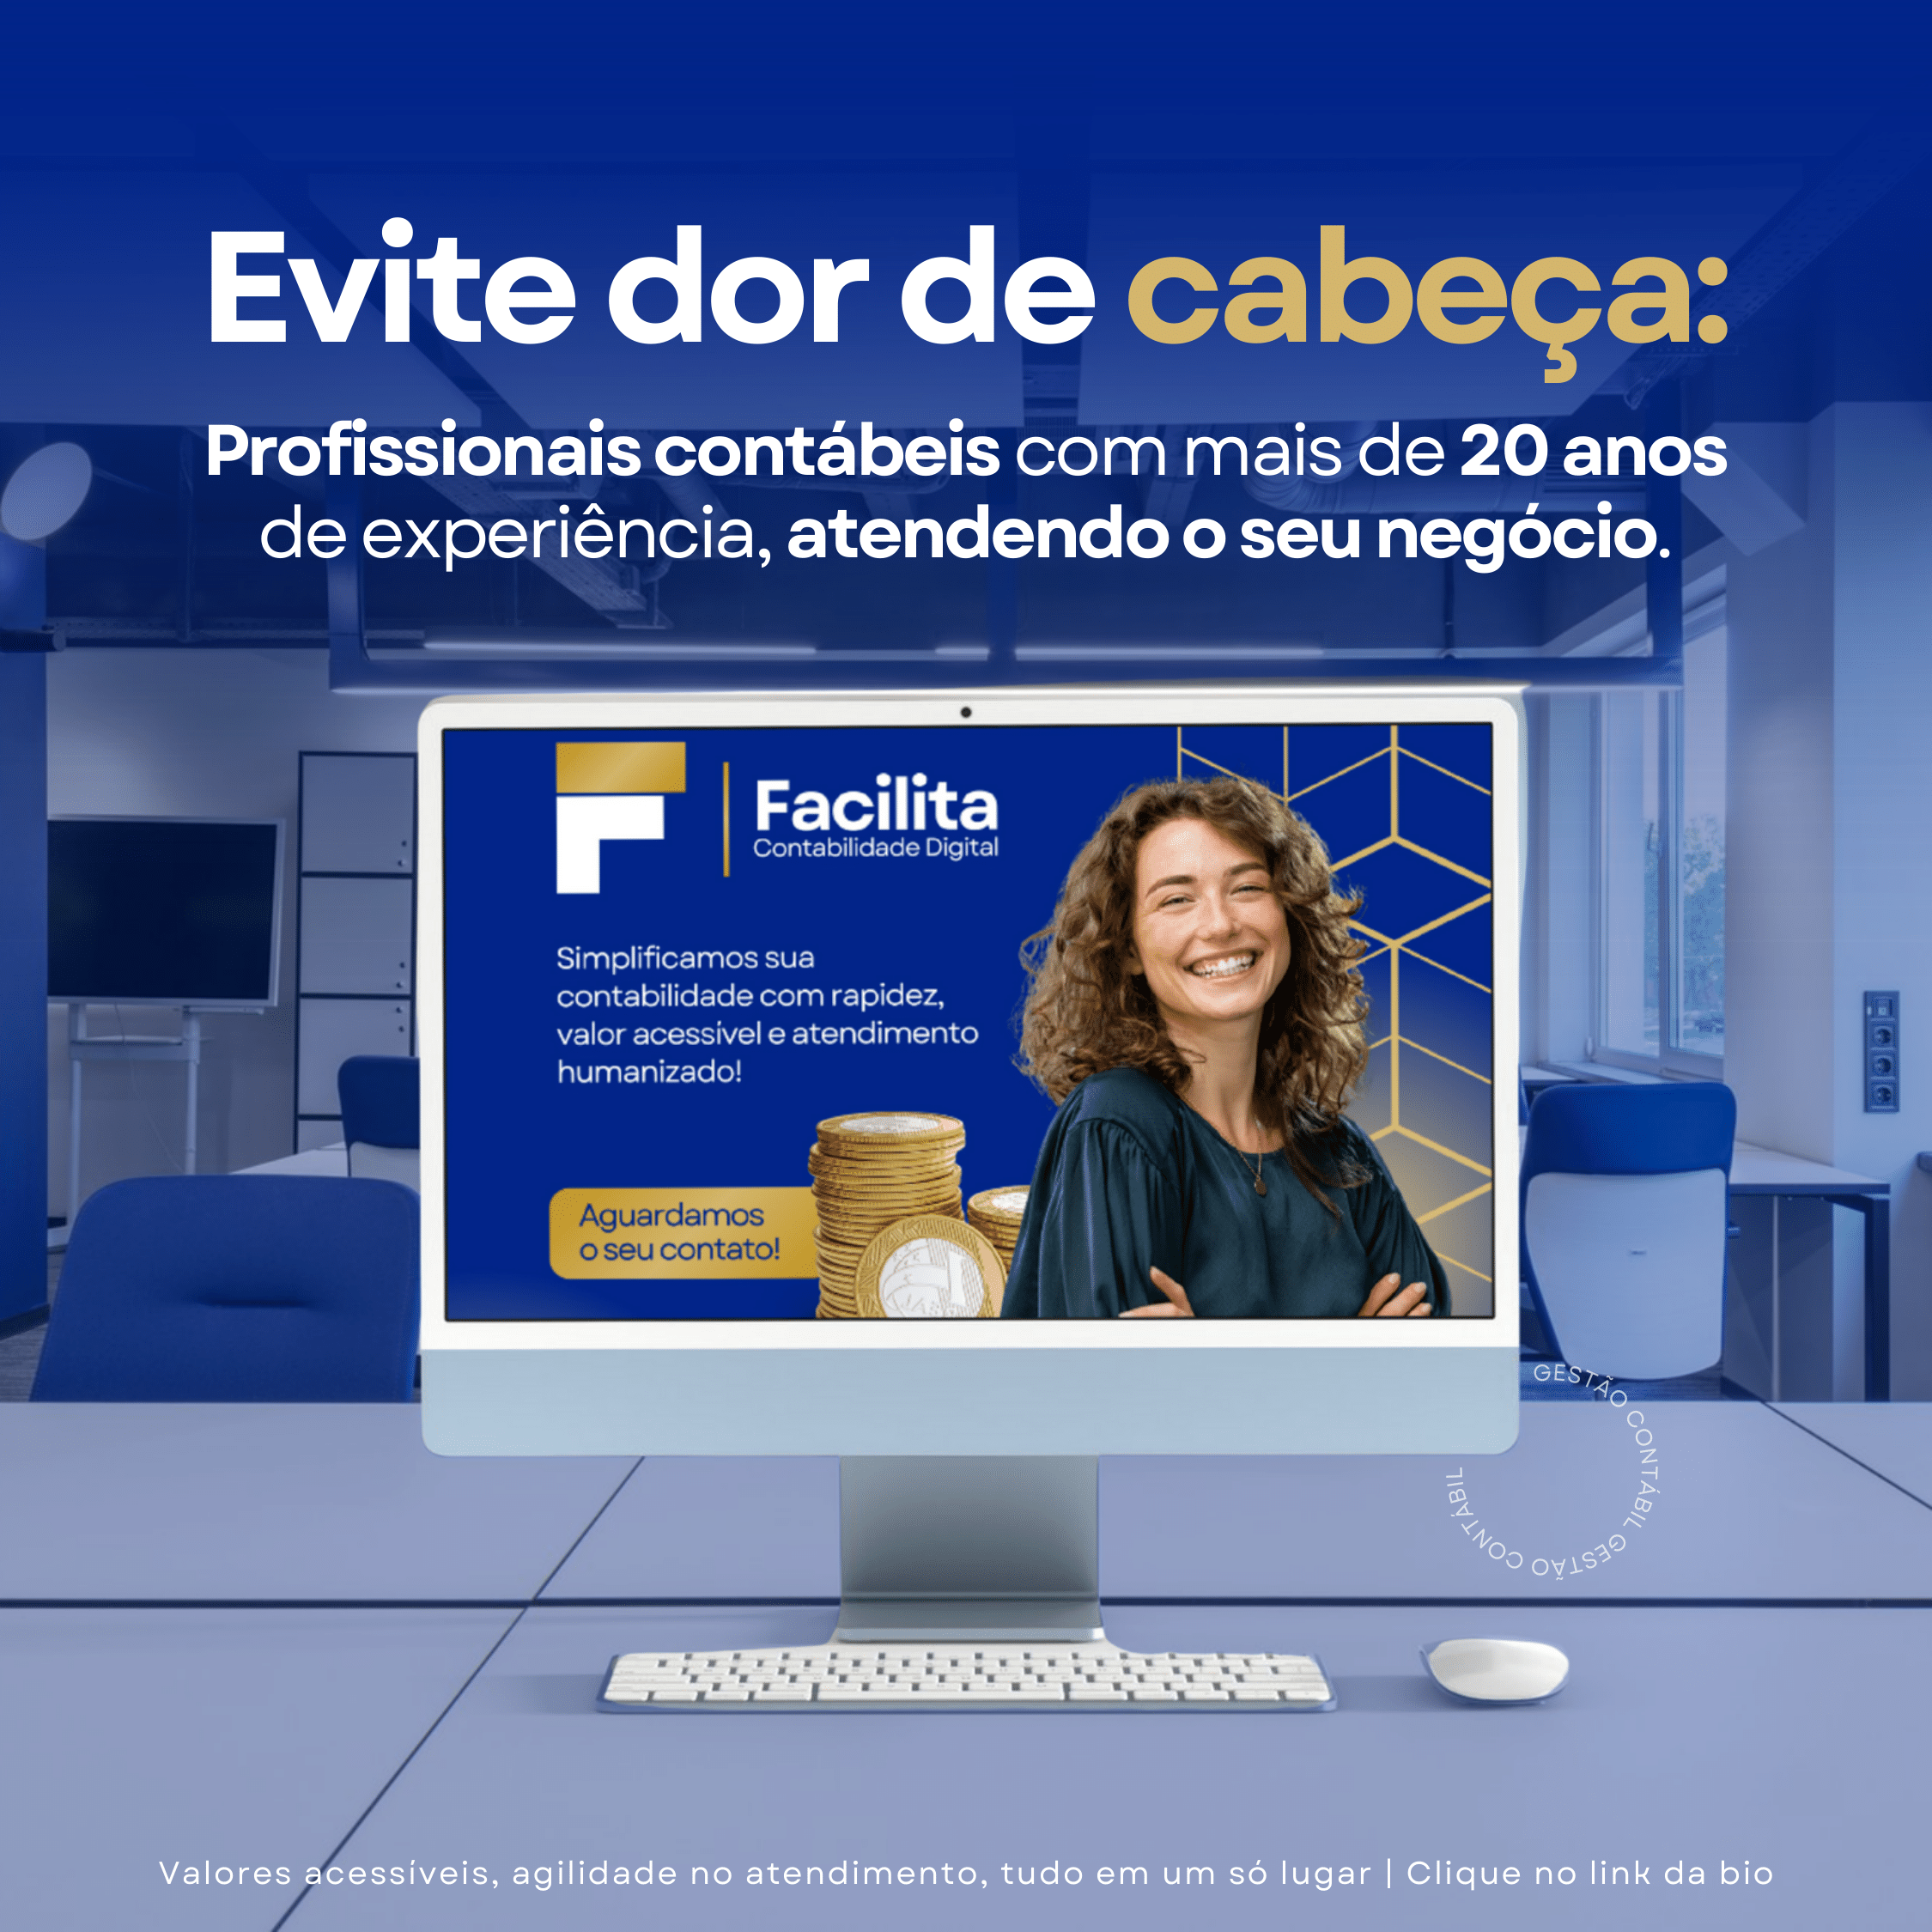 Evite dor de cabeça:
Profissionais contábeis com mais de 20 anos
de experiência, atendendo o seu negócio.
Facilita
Contabilidade Digital
Simplificamos sua
contabilidade com rapidez,
valor acessível e atendimento
humanizado!
Aguardamos
o seu contato!
GESTÃO CONTÁBIL GESTÃO CONTÁBIL
Valores acessíveis, agilidade no atendimento, tudo em um só lugar | Clique no link da bio